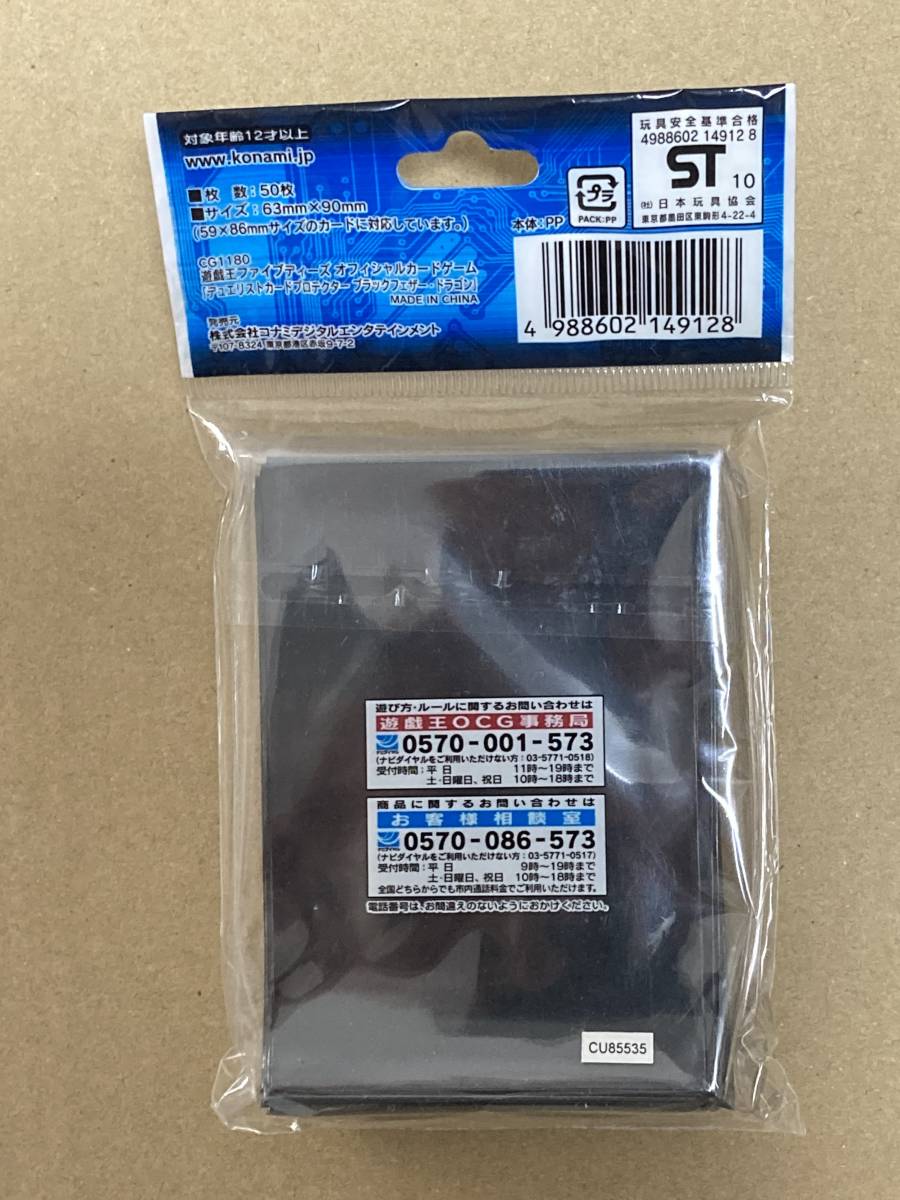 対象年齢12才以上
www.konami.jp
■枚 数:50枚
■サイズ:63mm×90mm
(59×86mmサイズのカードに対応しています。)
CG1180
遊戯王ファイブディーズ オフィシャルカードゲーム
[デュエリストカードプロテクター ブラックフェザー・ドラゴン]
MADE IN CHINA
発売元
株式会社コナミデジタルエンタテインメント
〒107-8324 東京都港区赤坂9-7-2
本体:PP
プラ
PACK:PP
玩具安全基準合格
4988602 14912 8
ST 10
(社)日本玩具協会
東京都墨田区東駒形4-22-4
4 988602 149128
遊び方・ルールに関するお問い合わせは
遊戯王OCG事務局
0570-001-573
(ナビダイヤルをご利用いただけない方:03-5771-0518)
受付時間:平 日 11時〜19時まで
土・日曜日、祝日 10時〜18時まで
商品に関するお問い合わせは
お客様相談室
0570-086-573
(ナビダイヤルをご利用いただけない方:03-5771-0517)
受付時間:平 日 9時〜19時まで
土・日曜日、祝日 10時〜18時まで
全国どちらからでも市内通話料金でご利用いただけます。
電話番号は、お間違えのないようにおかけください。
CU85535